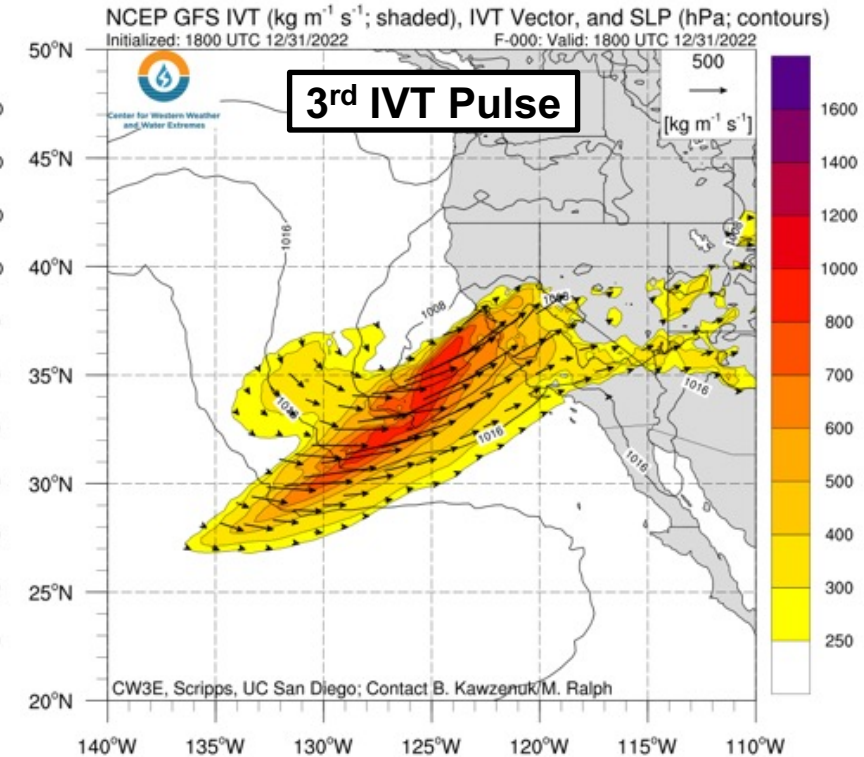 NCEP GFS IVT (kg m⁻¹ s⁻¹; shaded), IVT Vector, and SLP (hPa; contours)
Initialized: 1800 UTC 12/31/2022 F-000: Valid: 1800 UTC 12/31/2022
50°N
Center for Western Weather
and Water Extremes
3rd IVT Pulse
500
[kg m⁻¹ s⁻¹]
1600
45°N
1400
1200
1016
1008
40°N
1000
1008
1008
800
35°N
700
1016
1016
600
1016
1016
30°N
500
400
25°N
300
250
CW3E, Scripps, UC San Diego; Contact B. Kawzenuk/M. Ralph
20°N
140°W 135°W 130°W 125°W 120°W 115°W 110°W